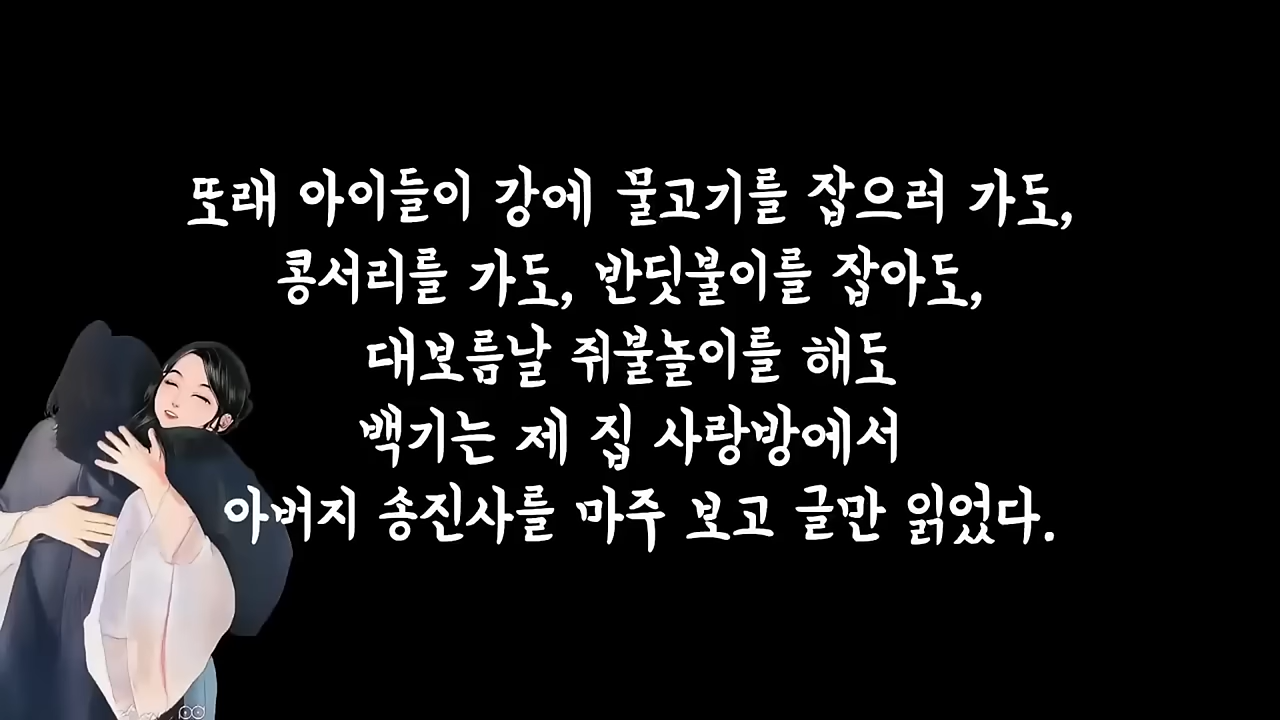 또래 아이들이 강에 물고기를 잡으러 가도,
콩서리를 가도, 반딧불이를 잡아도,
대보름날 쥐불놀이를 해도
백기는 제 집 사랑방에서
아버지 송진사를 마주 보고 글만 읽었다.